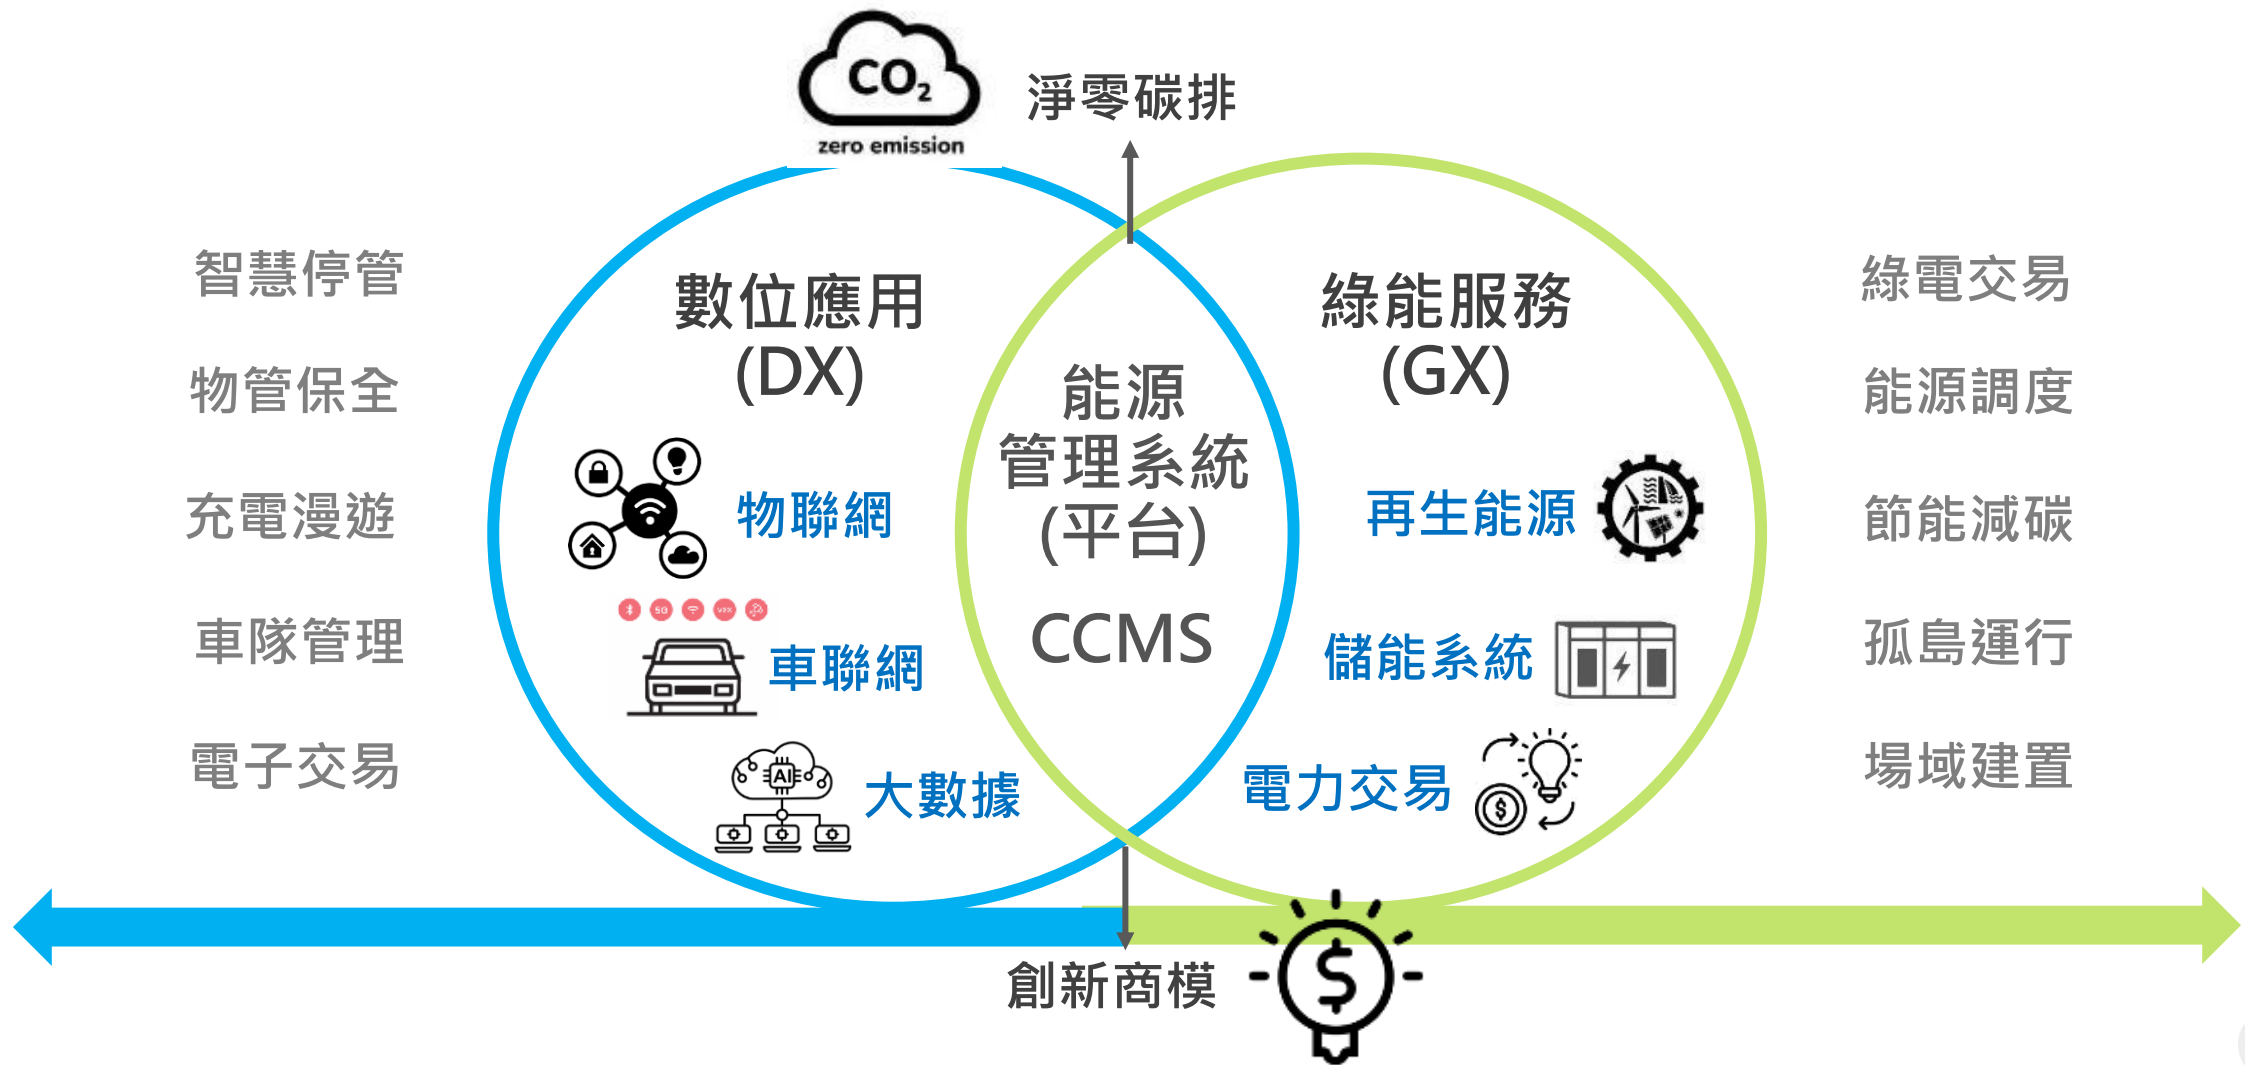 CO₂
zero emission
淨零碳排
智慧停管
物管保全
充電漫遊
車隊管理
電子交易
數位應用
(DX)
物聯網
5G
車聯網
AI
大數據
能源
管理系統
(平台)
CCMS
綠能服務
(GX)
再生能源
儲能系統
電力交易
$
綠電交易
能源調度
節能減碳
孤島運行
場域建置
創新商模
$